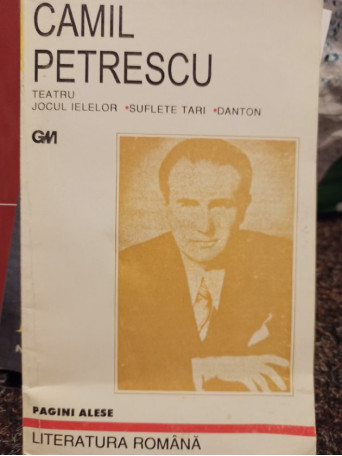 CAMIL
PETRESCU
TEATRU
JOCUL IELELOR • SUFLETE TARI • DANTON
GM
PAGINI ALESE
LITERATURA ROMÂNĂ